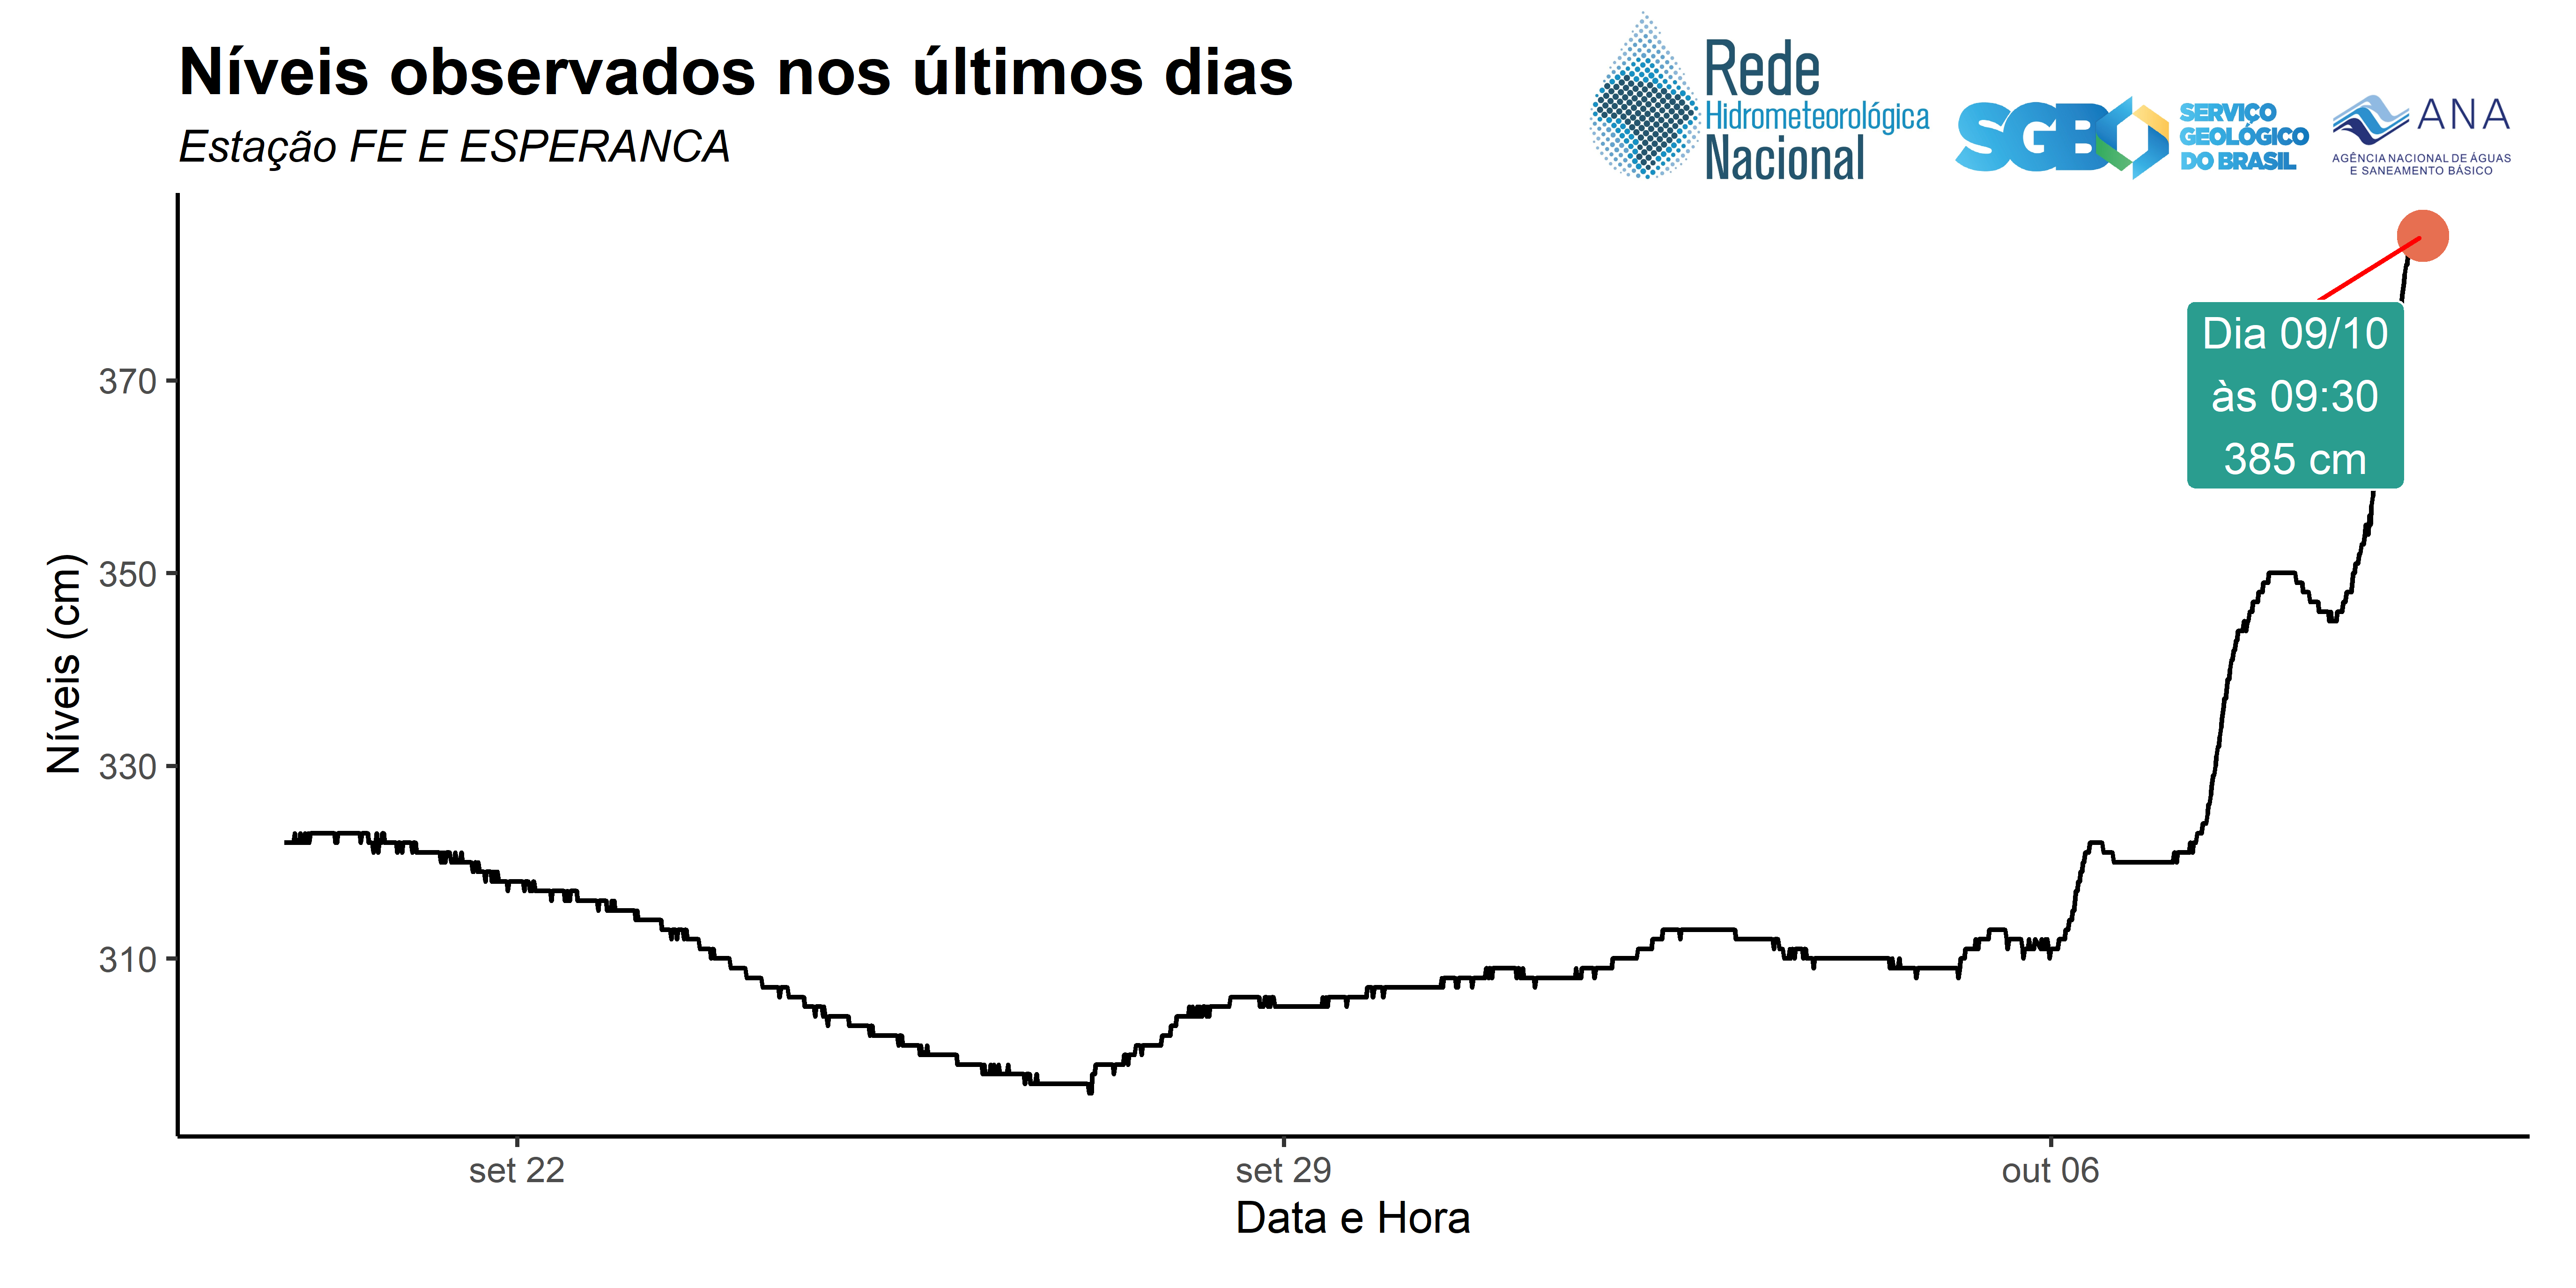 Níveis observados nos últimos dias
Estação FE E ESPERANCA
Rede
Hidrometeorológica
Nacional
SGB
SERVIÇO
GEOLÓGICO
DO BRASIL
ANA
AGÊNCIA NACIONAL DE ÁGUAS
E SANEAMENTO BÁSICO
Dia 09/10
às 09:30
385 cm
Níveis (cm)
370
350
330
310
set 22
set 29
out 06
Data e Hora